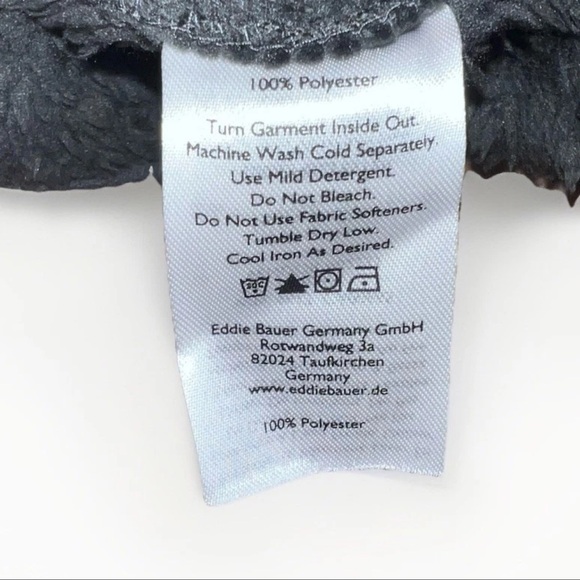 100% Polyester
Turn Garment Inside Out.
Machine Wash Cold Separately.
Use Mild Detergent.
Do Not Bleach.
Do Not Use Fabric Softeners.
Tumble Dry Low.
Cool Iron As Desired.
30C
Eddie Bauer Germany GmbH
Rotwandweg 3a
82024 Taufkirchen
Germany
www.eddiebauer.de
100% Polyester